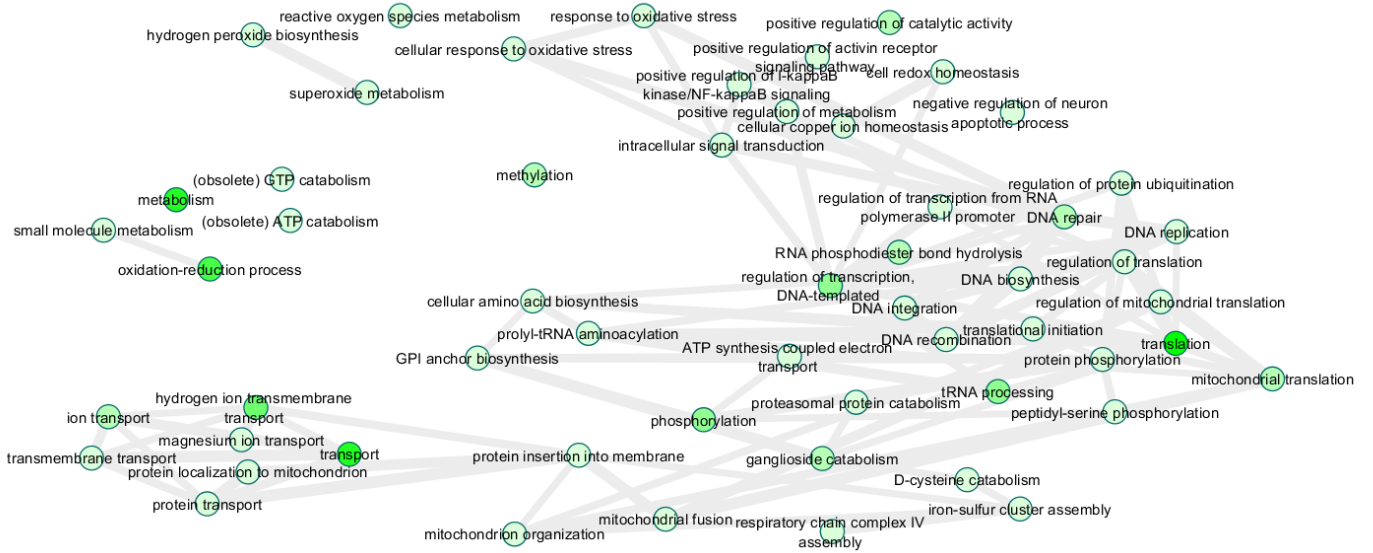 reactive oxygen species metabolism
response to oxidative stress
positive regulation of catalytic activity
hydrogen peroxide biosynthesis
cellular response to oxidative stress
positive regulation of activin receptor
signaling pathway
cell redox homeostasis
positive regulation of I-kappaB
kinase/NF-kappaB signaling
superoxide metabolism
negative regulation of neuron
apoptotic process
positive regulation of metabolism
cellular copper ion homeostasis
intracellular signal transduction
methylation
(obsolete) GTP catabolism
metabolism
(obsolete) ATP catabolism
small molecule metabolism
oxidation-reduction process
regulation of protein ubiquitination
regulation of transcription from RNA
polymerase II promoter
DNA repair
DNA replication
RNA phosphodiester bond hydrolysis
regulation of translation
regulation of transcription,
DNA-templated
DNA biosynthesis
cellular amino acid biosynthesis
DNA integration
regulation of mitochondrial translation
prolyl-tRNA aminoacylation
translational initiation
DNA recombination
translation
GPI anchor biosynthesis
ATP synthesis coupled electron
transport
protein phosphorylation
mitochondrial translation
hydrogen ion transmembrane
transport
ion transport
tRNA processing
proteasomal protein catabolism
peptidyl-serine phosphorylation
phosphorylation
magnesium ion transport
transmembrane transport
transport
protein insertion into membrane
ganglioside catabolism
protein localization to mitochondrion
D-cysteine catabolism
protein transport
iron-sulfur cluster assembly
mitochondrial fusion
respiratory chain complex IV
assembly
mitochondrion organization